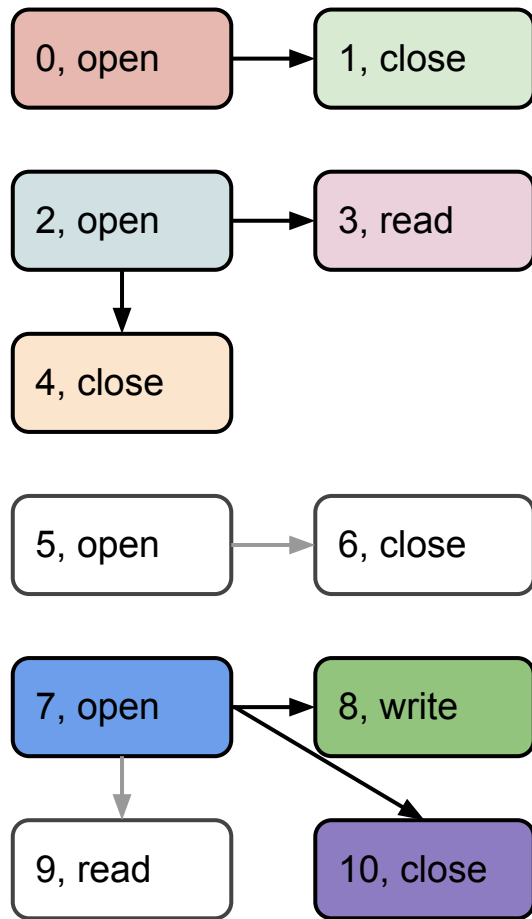 0, open
1, close
2, open
3, read
4, close
5, open
6, close
7, open
8, write
9, read
10, close